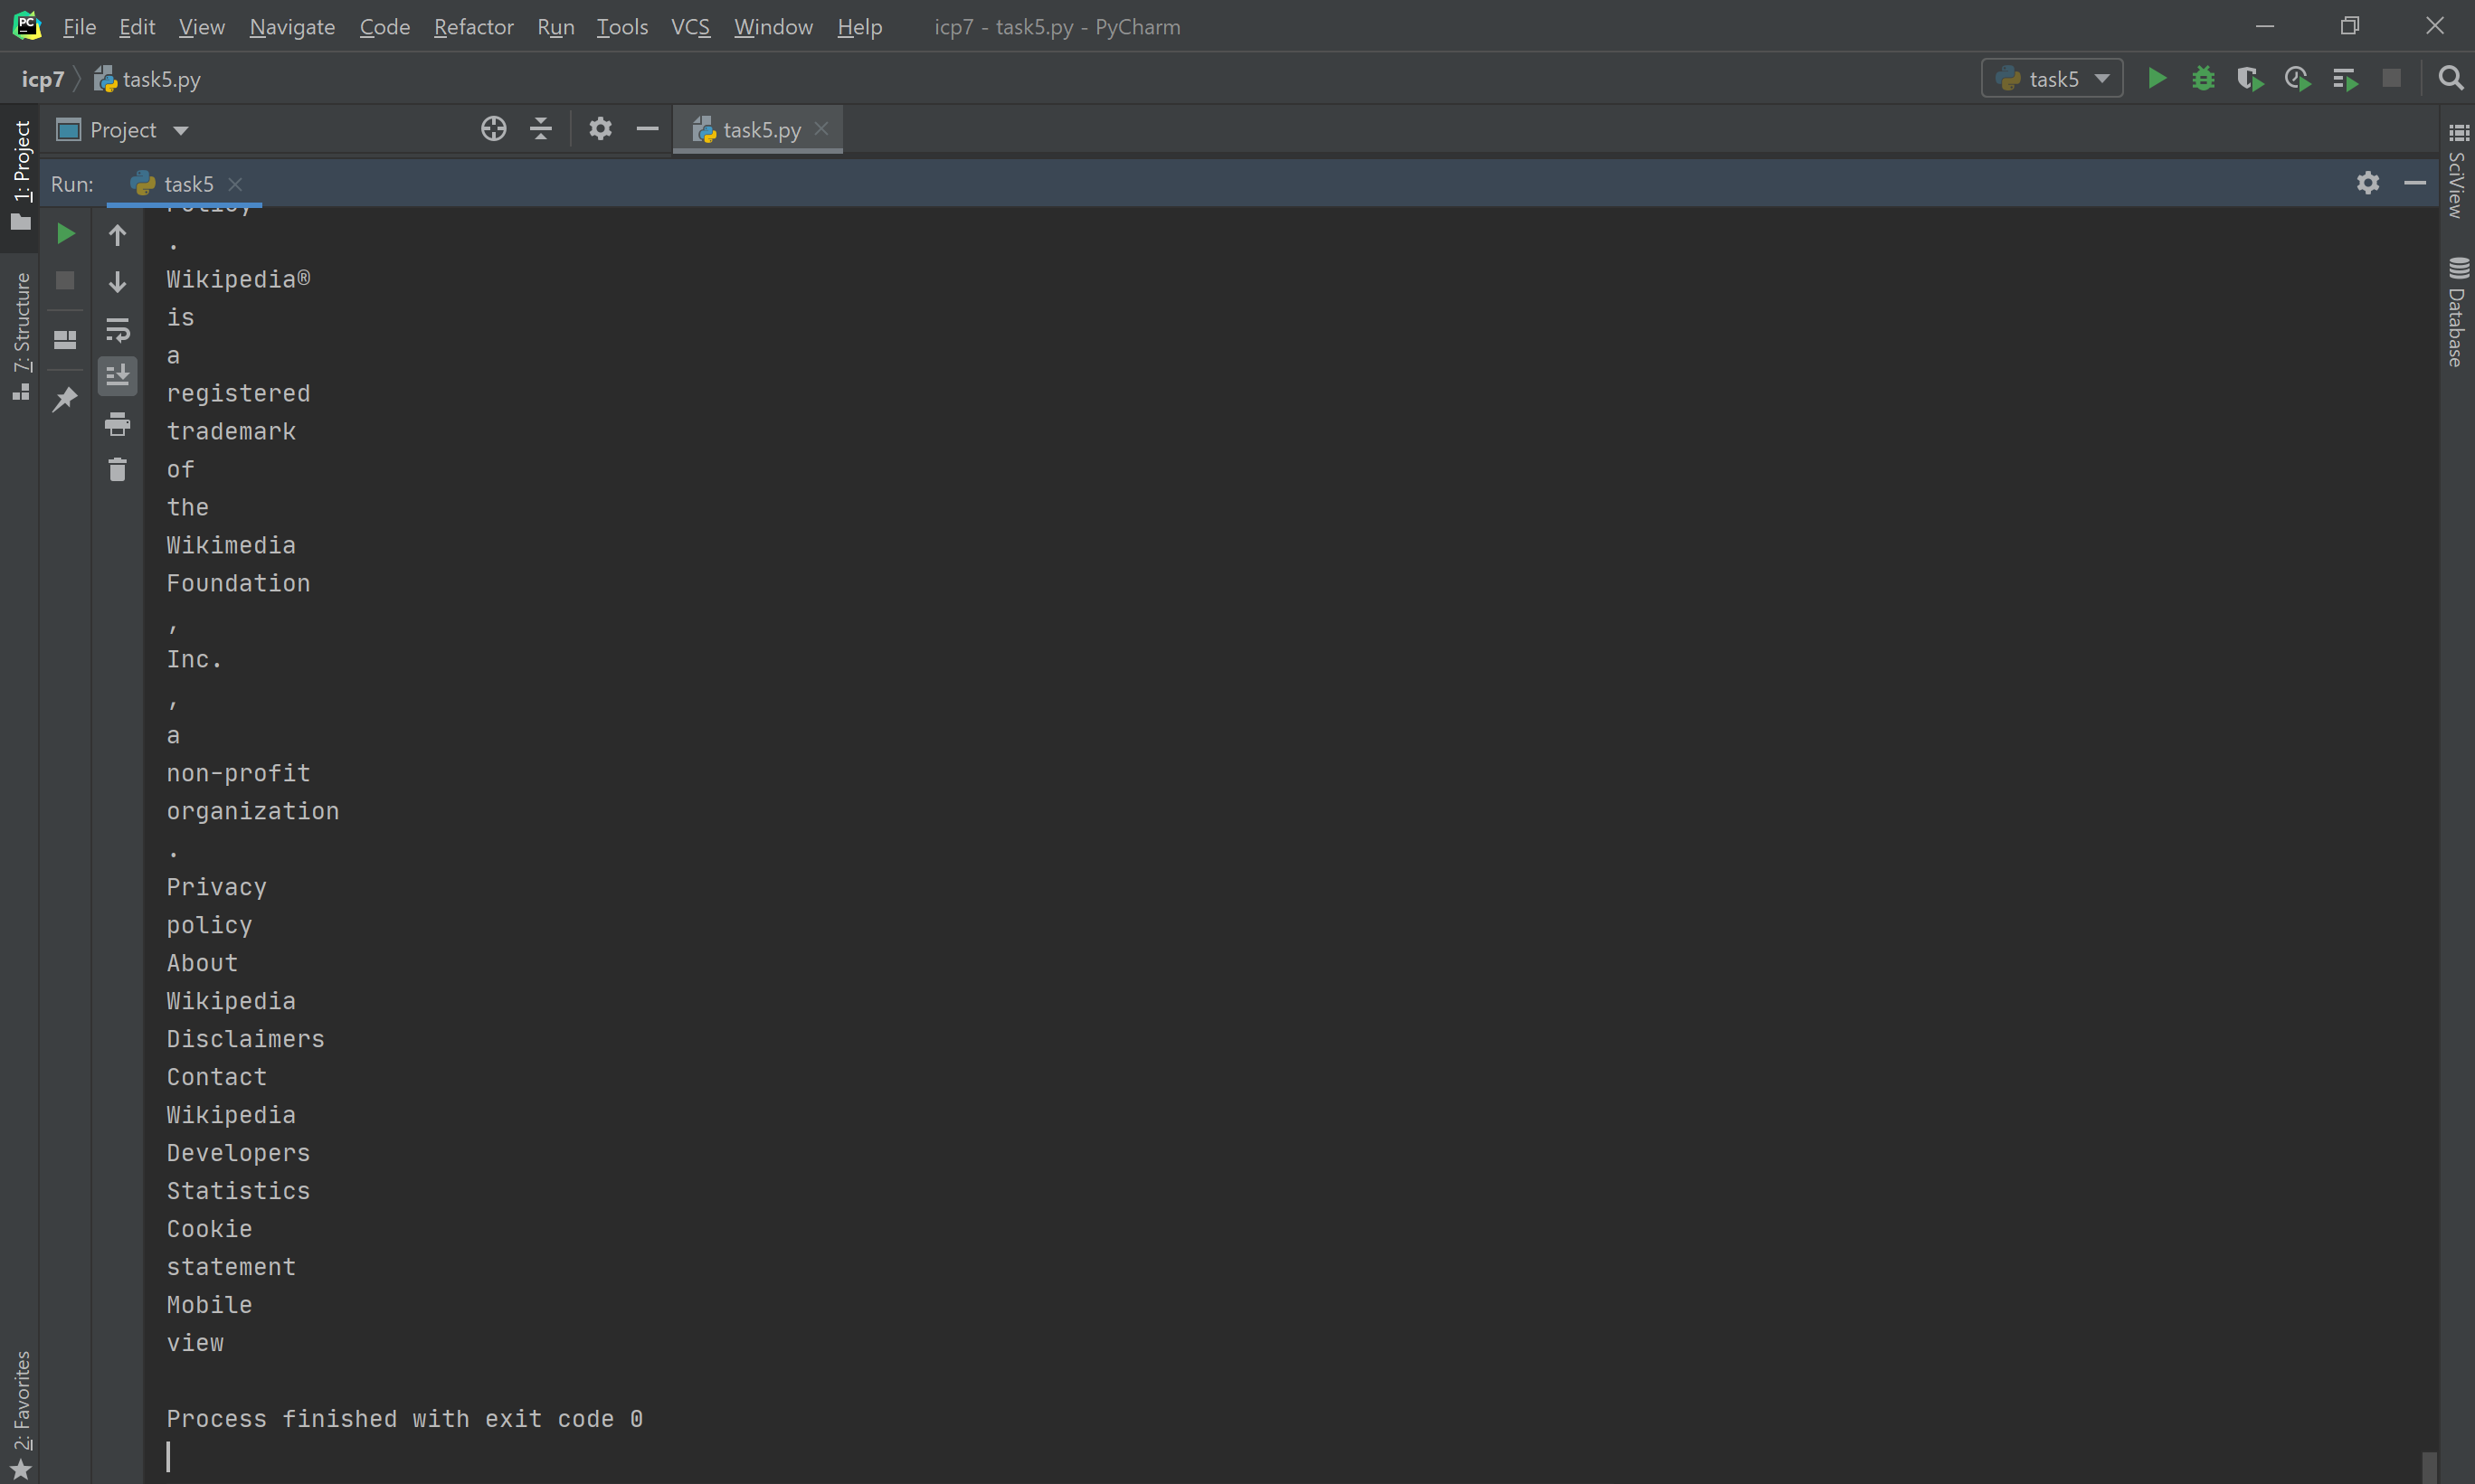 PC File Edit View Navigate Code Refactor Run Tools VCS Window Help icp7 - task5.py - PyCharm
icp7 task5.py task5
Project task5.py
Run: task5
1: Project
7: Structure
2: Favorites
SciView
Database
Policy
.
Wikipedia®
is
a
registered
trademark
of
the
Wikimedia
Foundation
,
Inc.
,
a
non-profit
organization
.
Privacy
policy
About
Wikipedia
Disclaimers
Contact
Wikipedia
Developers
Statistics
Cookie
statement
Mobile
view
Process finished with exit code 0